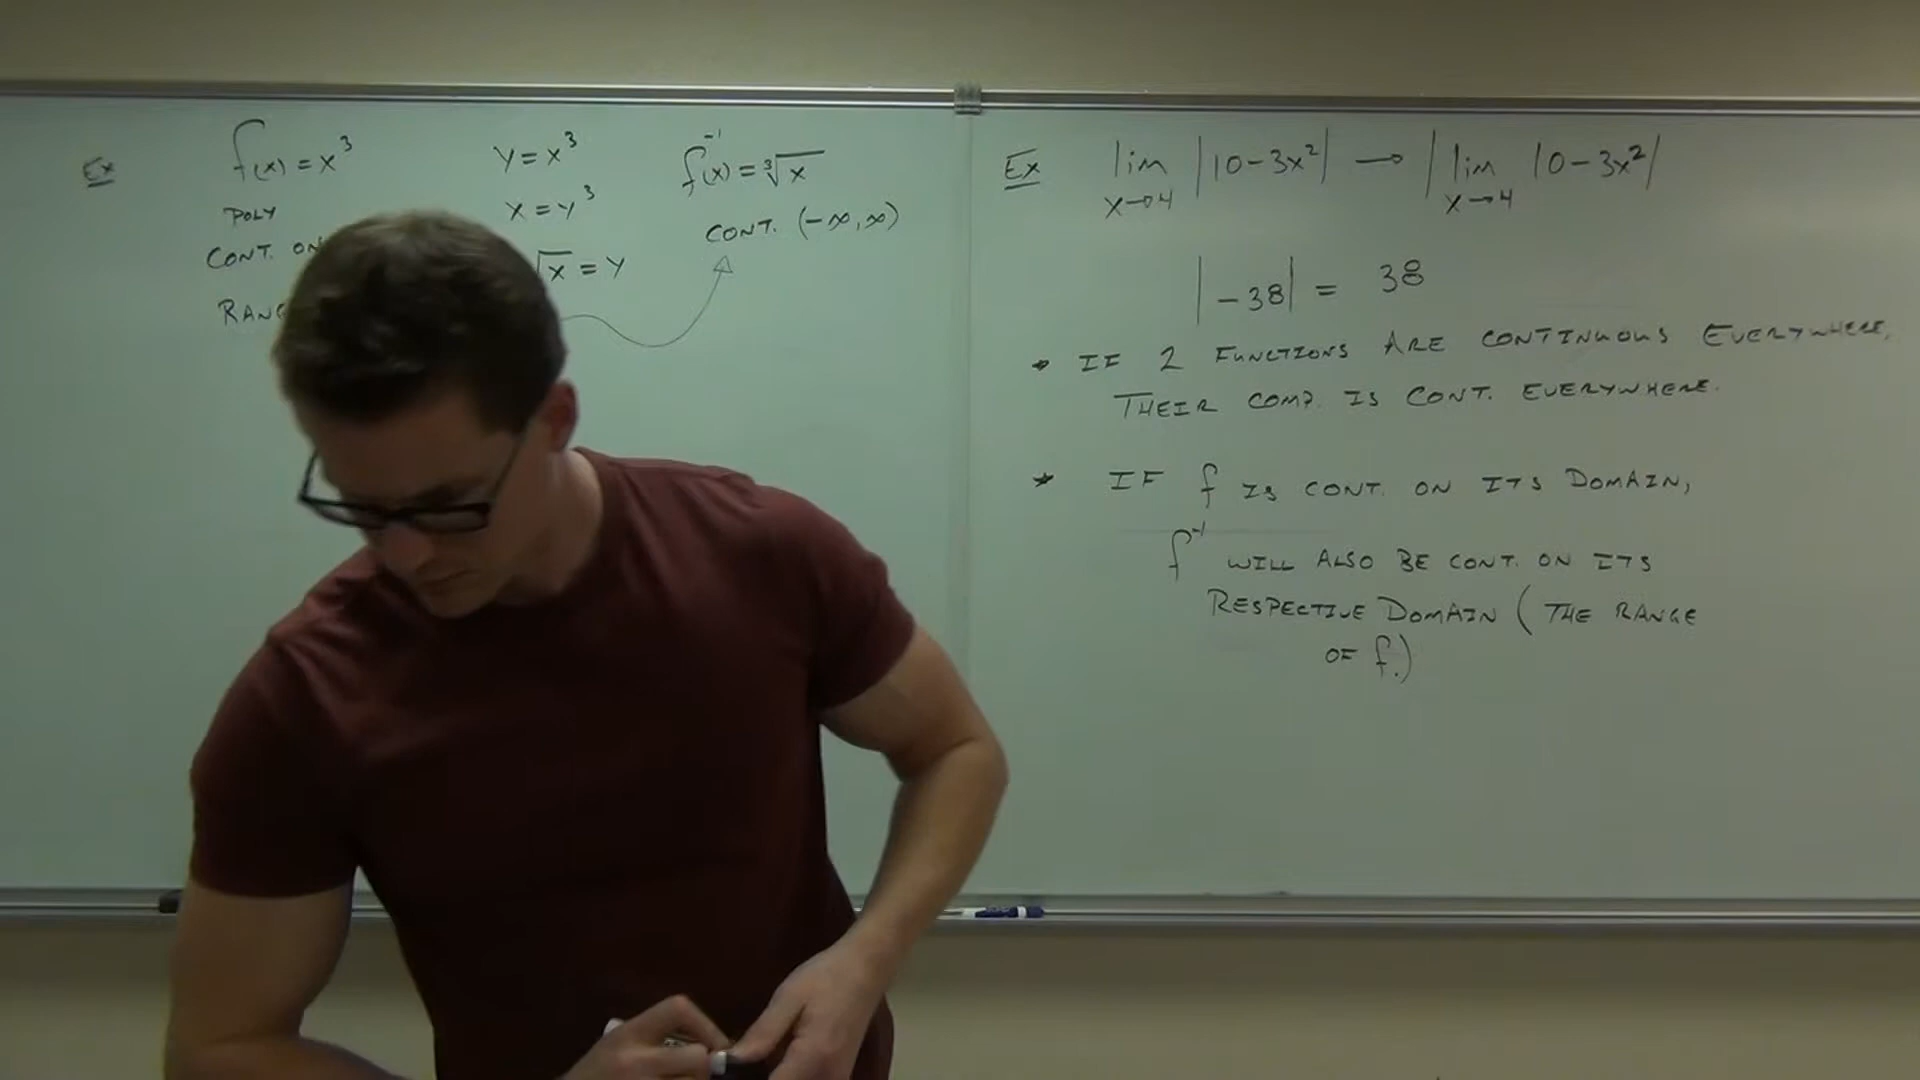 Ex
f(x) = x³
POLY
CONT. ON
y = x³
x = y³
√x = y
f⁻¹(x) = ∛x
CONT. (-∞, ∞)
Ex lim x→4 |10-3x²| → |lim x→4 10-3x²|
|-38| = 38
* IF 2 FUNCTIONS ARE CONTINUOUS EVERYWHERE,
THEIR COMP. IS CONT. EVERYWHERE.
* IF f IS CONT. ON ITS DOMAIN,
f⁻¹ WILL ALSO BE CONT. ON ITS
RESPECTIVE DOMAIN (THE RANGE
OF f.)